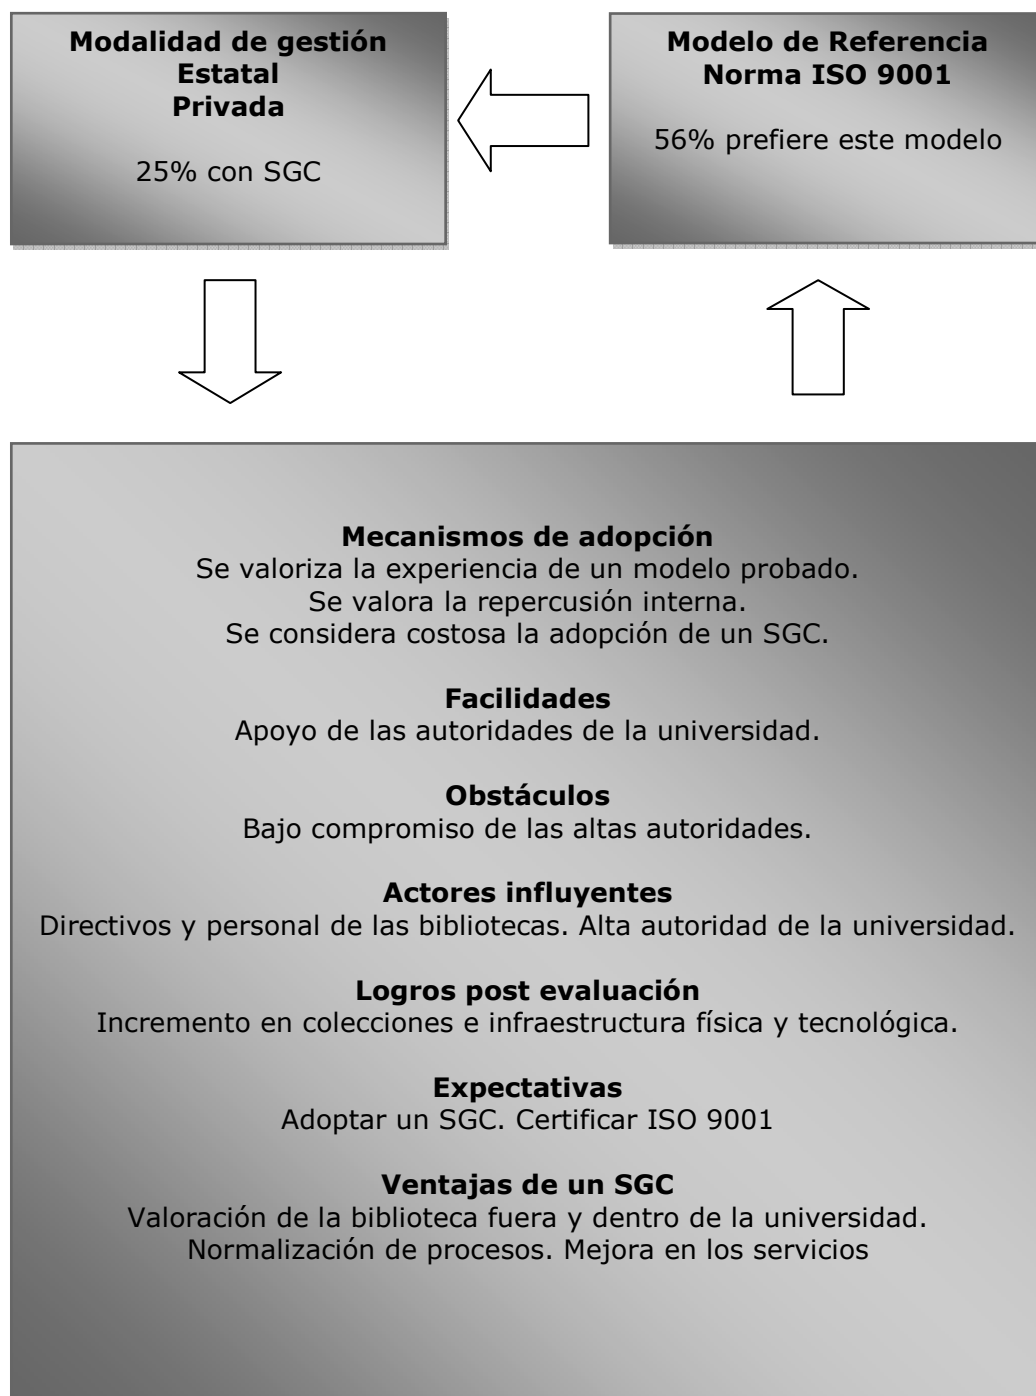 Modalidad de gestión
Estatal
Privada
25% con SGC
Modelo de Referencia
Norma ISO 9001
56% prefiere este modelo
Mecanismos de adopción
Se valoriza la experiencia de un modelo probado.
Se valora la repercusión interna.
Se considera costosa la adopción de un SGC.
Facilidades
Apoyo de las autoridades de la universidad.
Obstáculos
Bajo compromiso de las altas autoridades.
Actores influyentes
Directivos y personal de las bibliotecas. Alta autoridad de la universidad.
Logros post evaluación
Incremento en colecciones e infraestructura física y tecnológica.
Expectativas
Adoptar un SGC. Certificar ISO 9001
Ventajas de un SGC
Valoración de la biblioteca fuera y dentro de la universidad.
Normalización de procesos. Mejora en los servicios